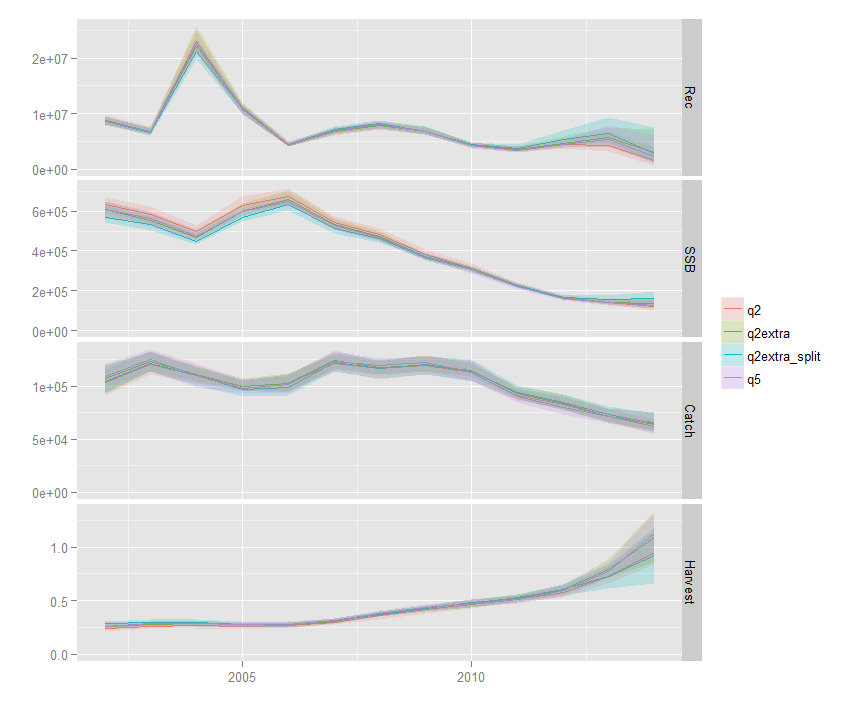 2e+07
1e+07
0e+00
Rec
6e+05
4e+05
2e+05
0e+00
SSB
1e+05
5e+04
0e+00
Catch
1.0
0.5
0.0
Harvest
2005 2010
q2
q2extra
q2extra_split
q5